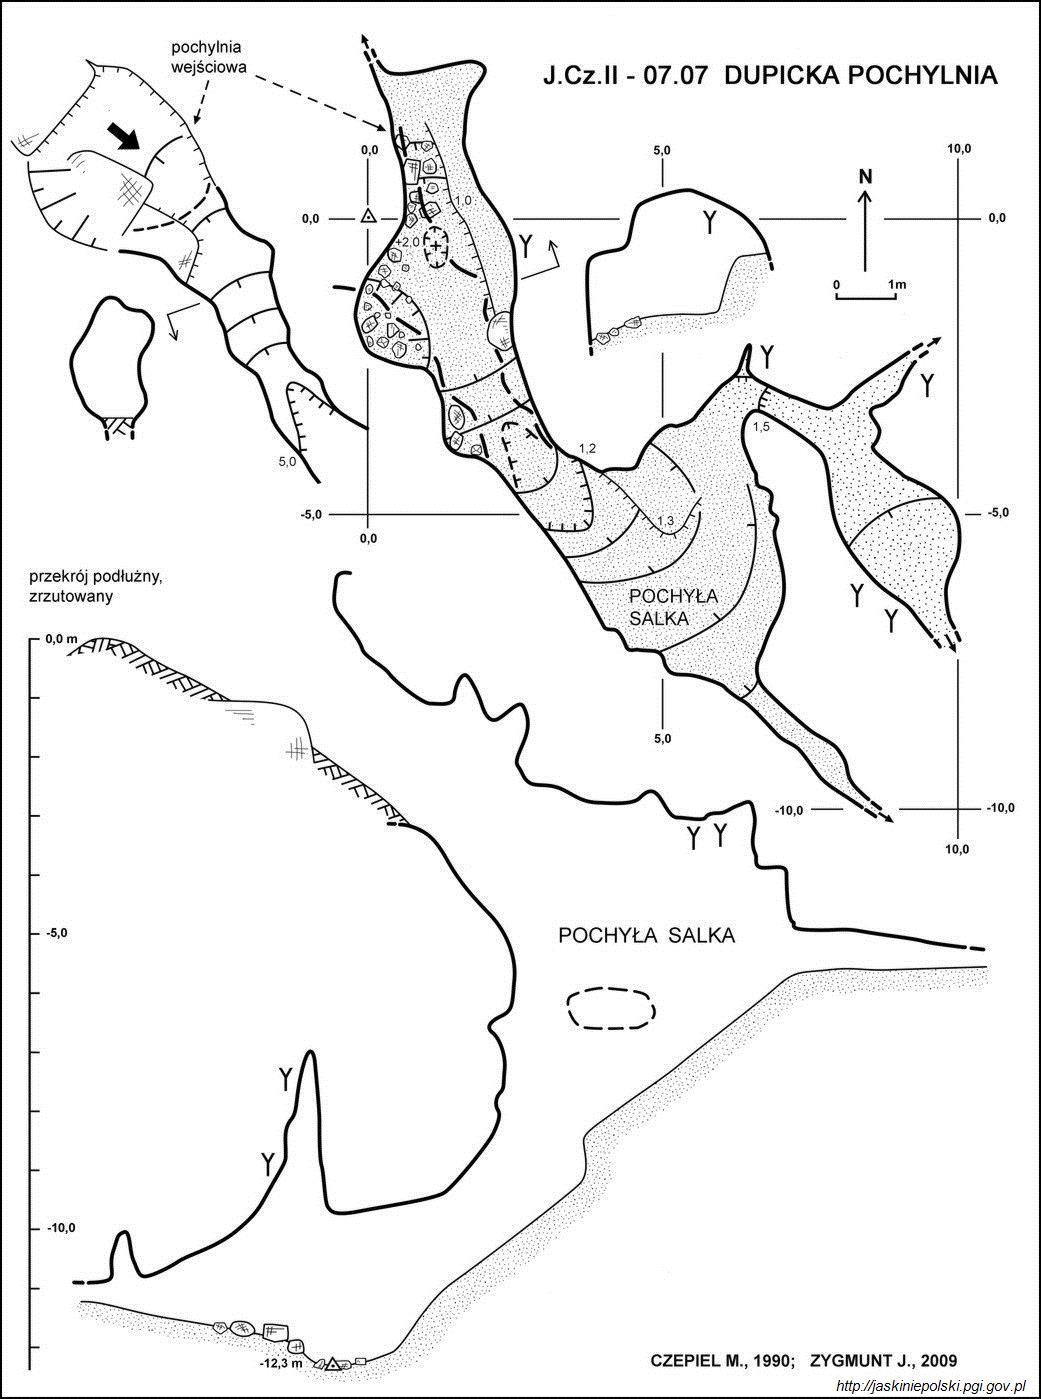 pochylnia
wejściowa
J.Cz.II - 07.07 DUPICKA POCHYLNIA
0,0
5,0
10,0
N
0,0
0,0
1,0
Y
Y
+2,0
0
1m
Y
Y
5,0
1,2
1,5
-5,0
-5,0
1,3
0,0
przekrój podłużny,
zrzutowany
POCHYŁA
SALKA
Y
Y
0,0 m
5,0
-10,0
-10,0
Y Y
10,0
-5,0
POCHYŁA SALKA
Y
Y
-10,0
-12,3 m
CZEPIEL M., 1990; ZYGMUNT J., 2009
http://jaskiniepolski.pgi.gov.pl